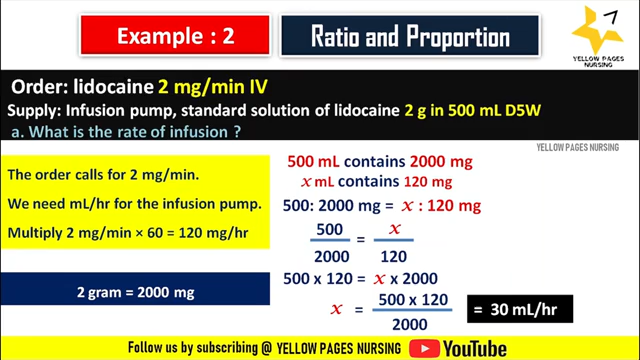 Example : 2
Ratio and Proportion
YELLOW PAGES
NURSING
Order: lidocaine 2 mg/min IV
Supply: Infusion pump, standard solution of lidocaine 2 g in 500 mL D5W
a. What is the rate of infusion ?
YELLOW PAGES NURSING
The order calls for 2 mg/min.
We need mL/hr for the infusion pump.
Multiply 2 mg/min × 60 = 120 mg/hr
2 gram = 2000 mg
500 mL contains 2000 mg
x mL contains 120 mg
500: 2000 mg = x : 120 mg
500/2000 = x/120
500 x 120 = x x 2000
x = 500 x 120/2000 = 30 mL/hr
Follow us by subscribing @ YELLOW PAGES NURSING YouTube